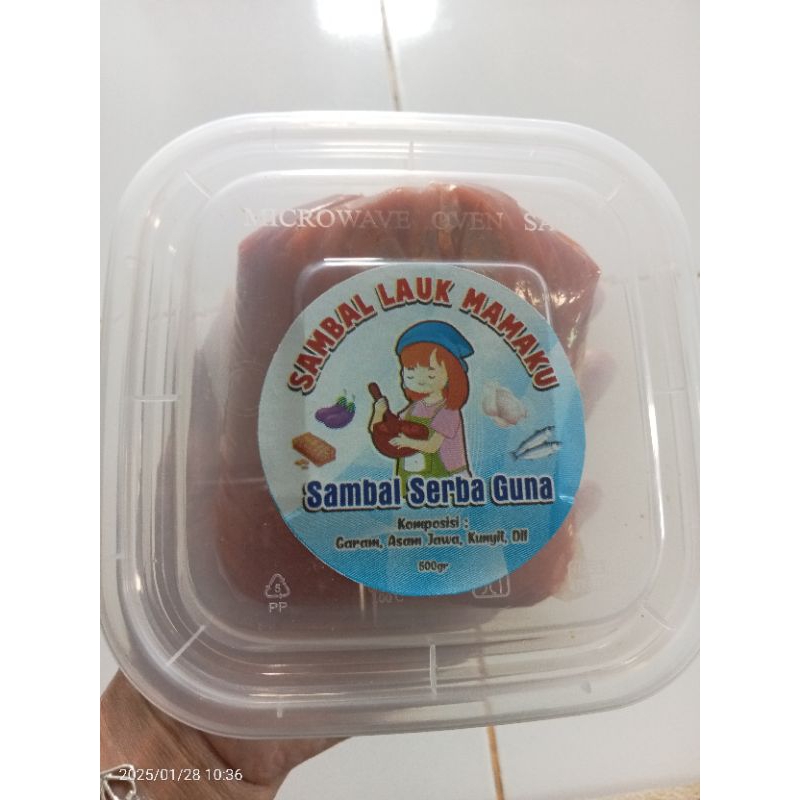 MICROWAVE OVEN
SAMBAL LAUK MAMAKU
Sambal Serba Guna
Komposisi :
Garam, Asam Jawa, Kunyit, Dll
500gr
5
PP
2025/01/28 10:36